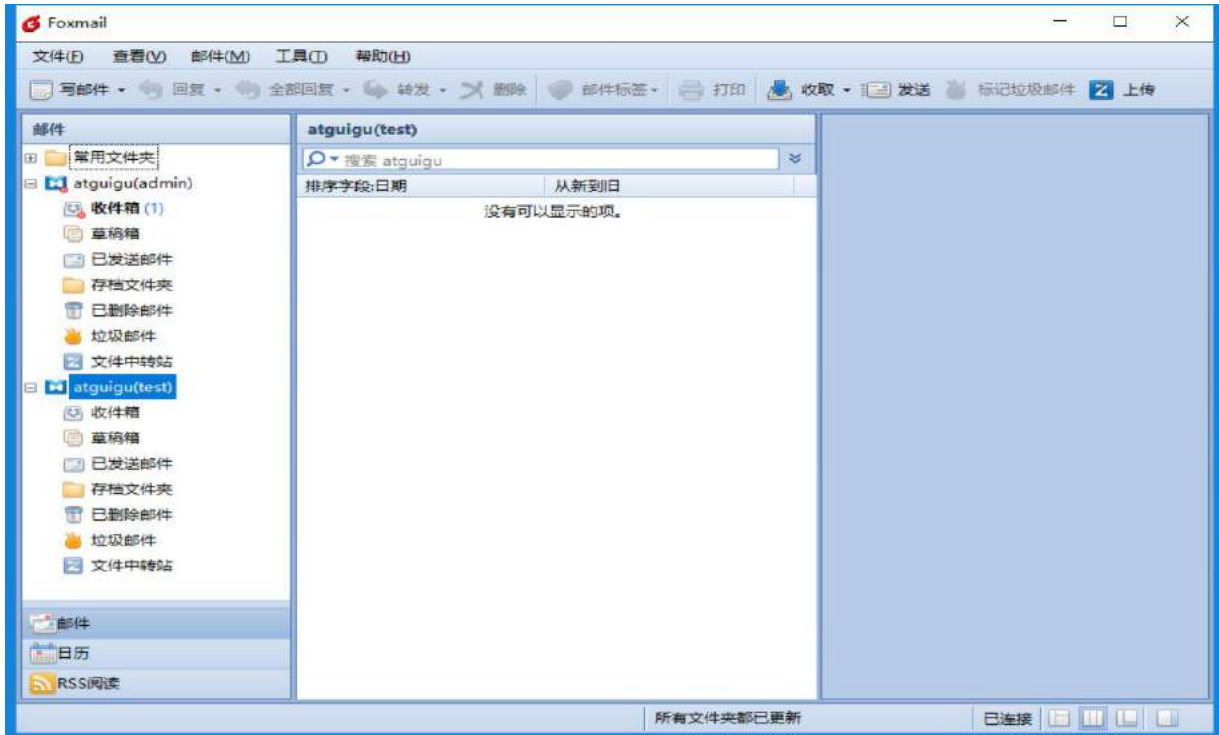 Foxmail
文件(F) 查看(V) 邮件(M) 工具(T) 帮助(H)
写邮件 回复 全部回复 转发 删除 邮件标签 打印 收取 发送 标记垃圾邮件 上传
邮件
常用文件夹
atguigu(admin)
收件箱 (1)
草稿箱
已发送邮件
存档文件夹
已删除邮件
垃圾邮件
文件中转站
atguigu(test)
收件箱
草稿箱
已发送邮件
存档文件夹
已删除邮件
垃圾邮件
文件中转站
邮件
日历
RSS阅读
atguigu(test)
搜索 atguigu
排序字段:日期 从新到旧
没有可以显示的项。
所有文件夹都已更新 已连接